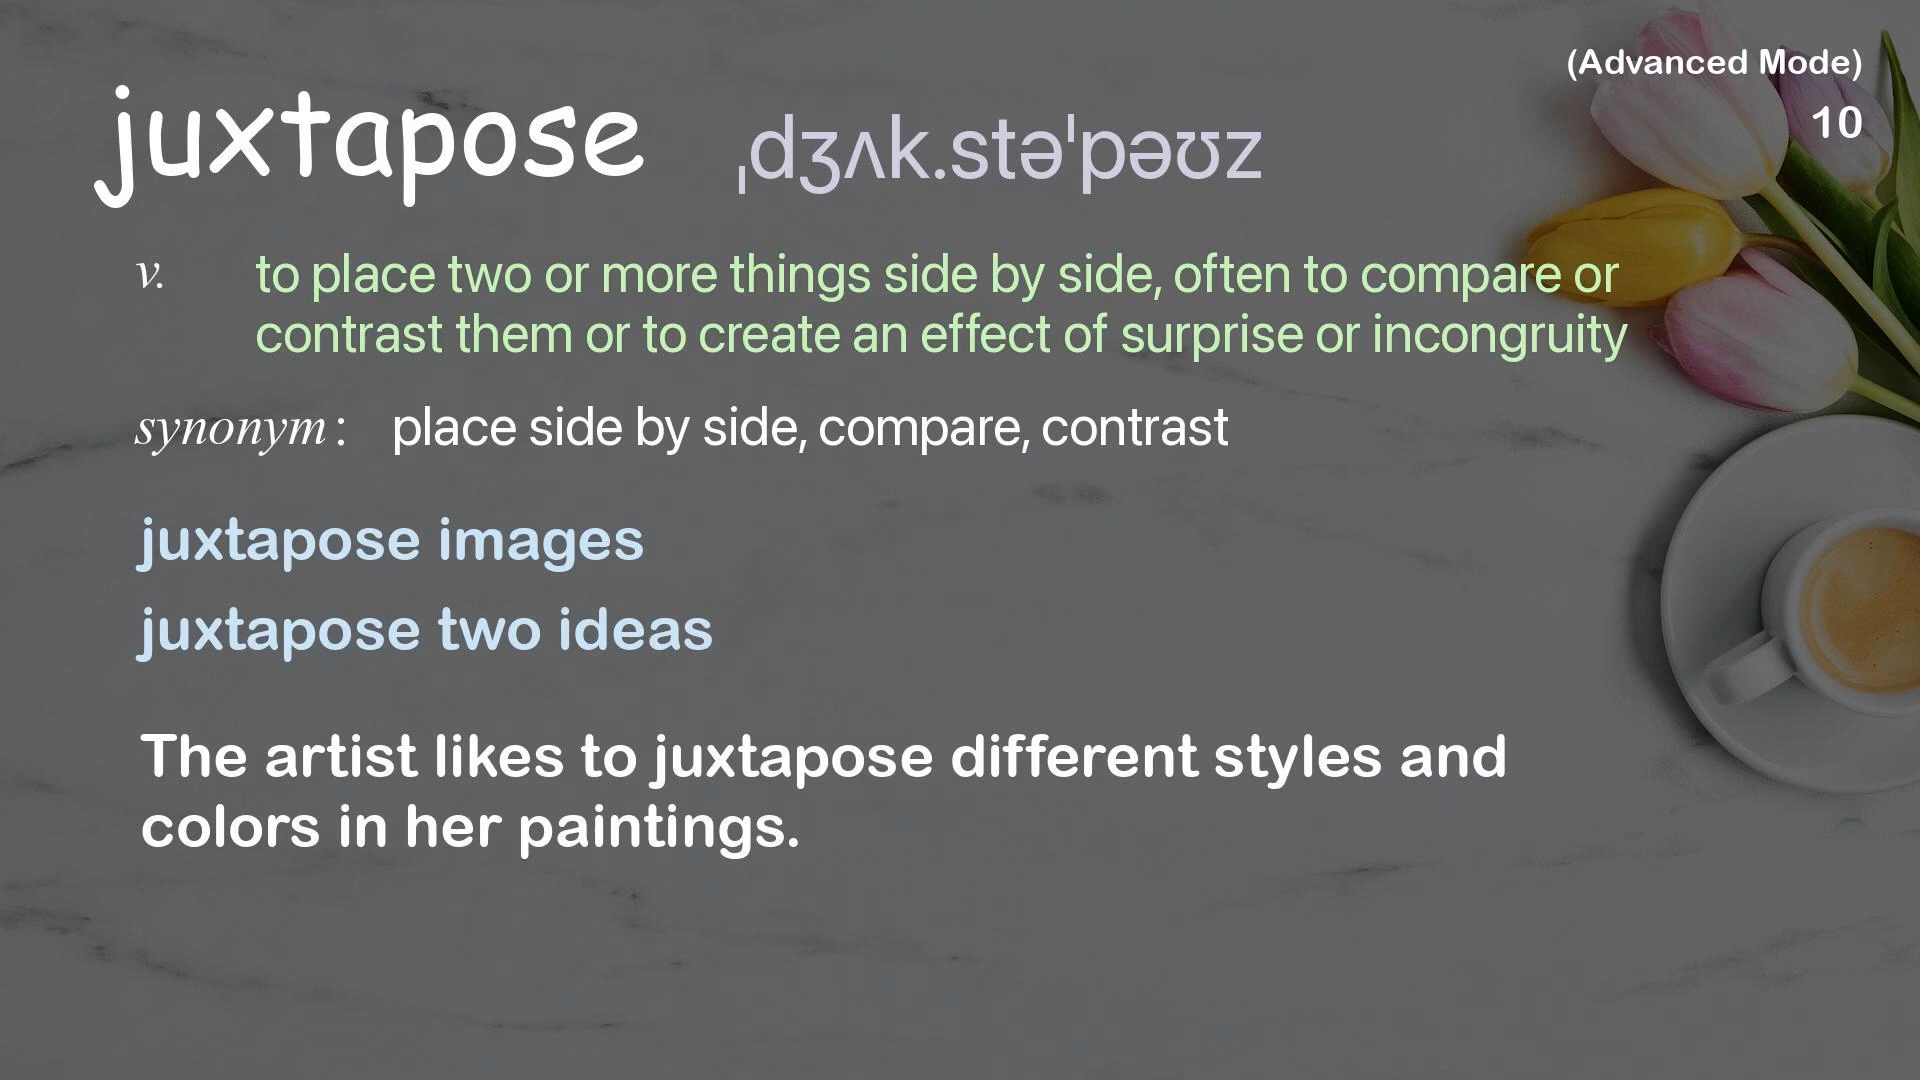 (Advanced Mode)
10
juxtapose ˌdʒʌk.stəˈpəʊz
v. to place two or more things side by side, often to compare or
contrast them or to create an effect of surprise or incongruity
synonym: place side by side, compare, contrast
juxtapose images
juxtapose two ideas
The artist likes to juxtapose different styles and
colors in her paintings.